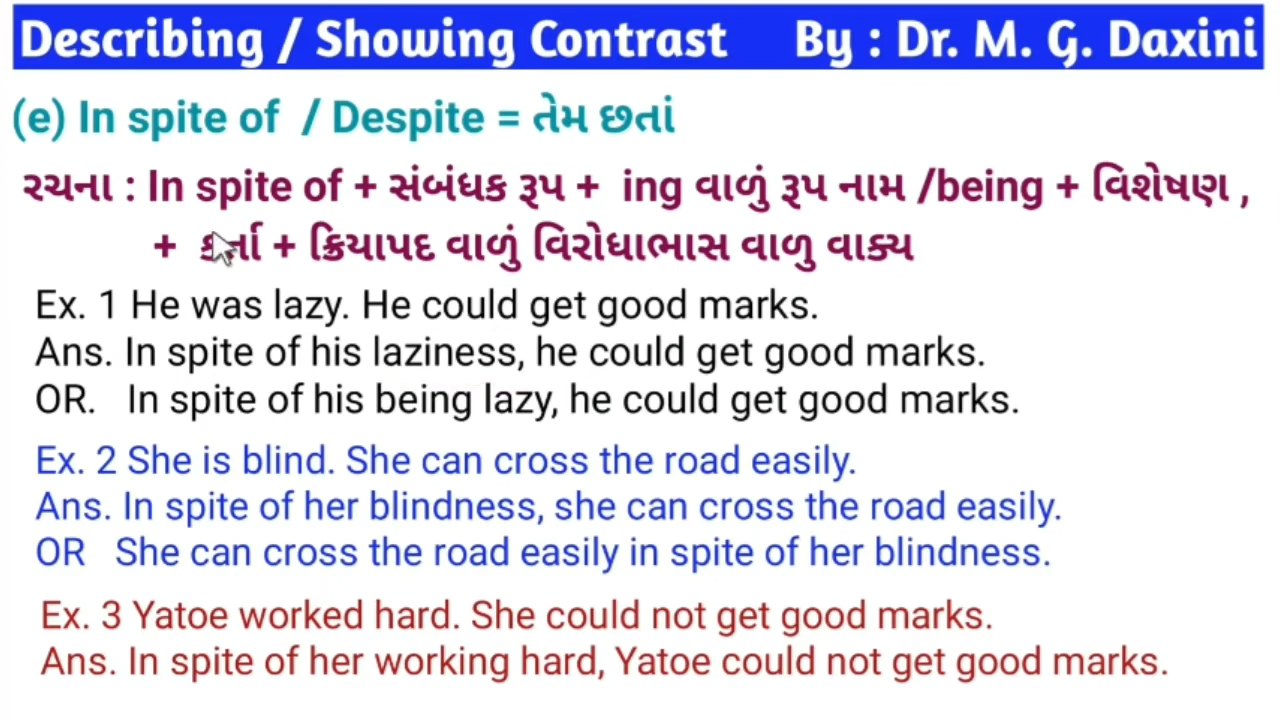 Describing / Showing Contrast By : Dr. M. G. Daxini
(e) In spite of / Despite = તેમ છતાં
રચના : In spite of + સંબંધક રૂપ + ing વાળું રૂપ નામ /being + વિશેષણ ,
+ કર્તા + ક્રિયાપદ વાળું વિરોધાભાસ વાળુ વાક્ય
Ex. 1 He was lazy. He could get good marks.
Ans. In spite of his laziness, he could get good marks.
OR. In spite of his being lazy, he could get good marks.
Ex. 2 She is blind. She can cross the road easily.
Ans. In spite of her blindness, she can cross the road easily.
OR She can cross the road easily in spite of her blindness.
Ex. 3 Yatoe worked hard. She could not get good marks.
Ans. In spite of her working hard, Yatoe could not get good marks.